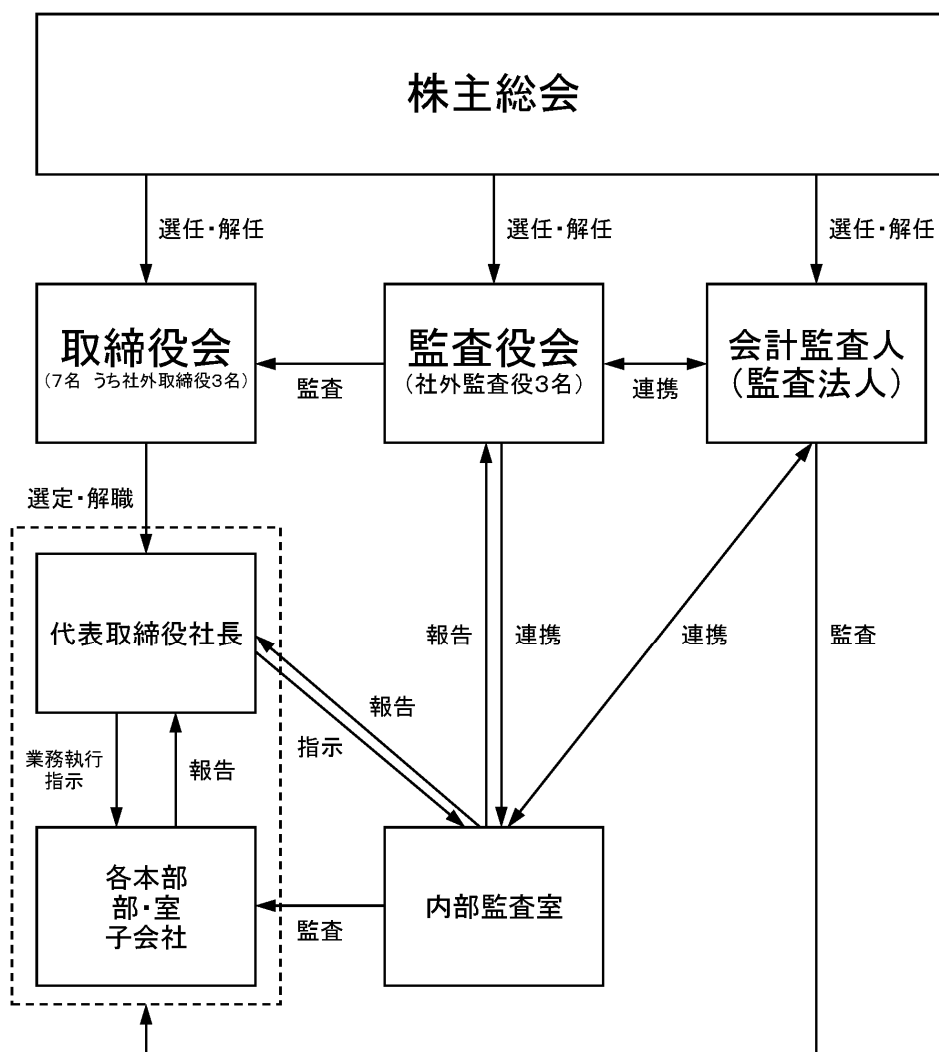 株主総会
選任・解任
選任・解任
選任・解任
取締役会
(7名 うち社外取締役3名)
監査
監査役会
(社外監査役3名)
連携
会計監査人
(監査法人)
選定・解職
代表取締役社長
報告
連携
連携
監査
報告
指示
業務執行
指示
報告
各本部
部・室
子会社
監査
内部監査室